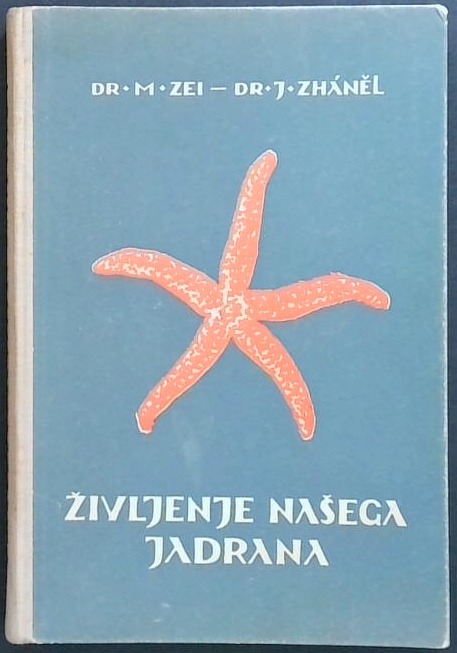 DR·M·ZEI – DR·J·ZHÁNĚL
ŽIVLJENJE NAŠEGA
JADRANA